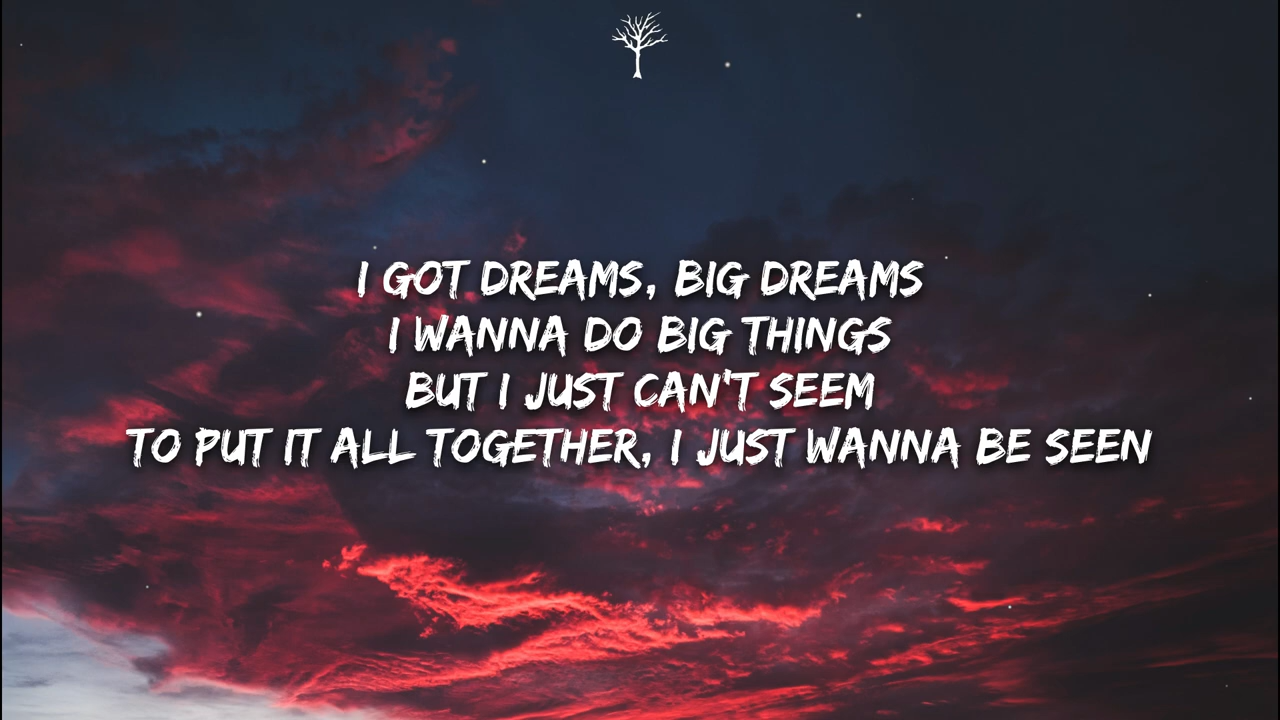 I GOT DREAMS, BIG DREAMS
I WANNA DO BIG THINGS
BUT I JUST CAN'T SEEM
TO PUT IT ALL TOGETHER, I JUST WANNA BE SEEN